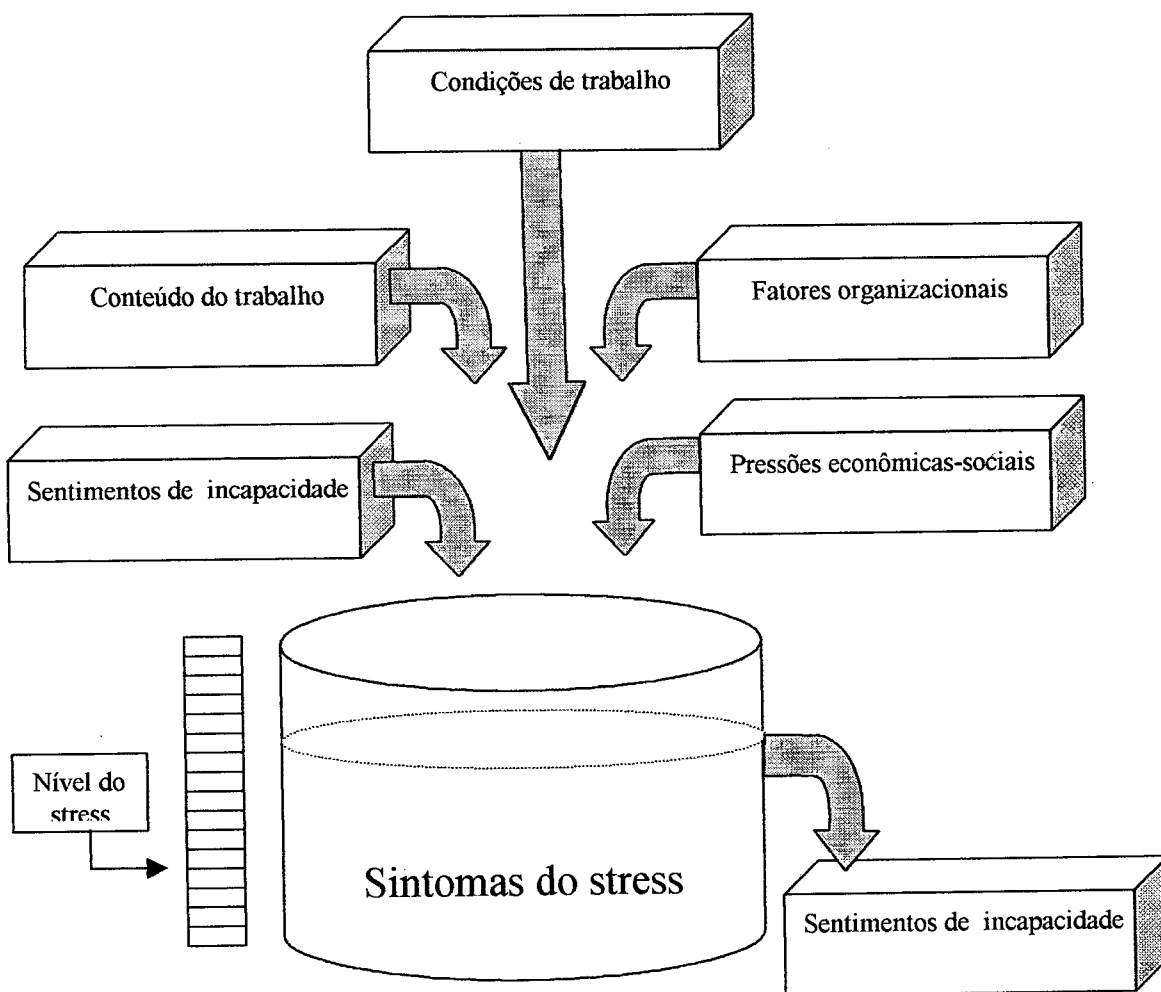 Condições de trabalho
Conteúdo do trabalho
Fatores organizacionais
Sentimentos de incapacidade
Pressões econômicas-sociais
Nível do
stress
Sintomas do stress
Sentimentos de incapacidade